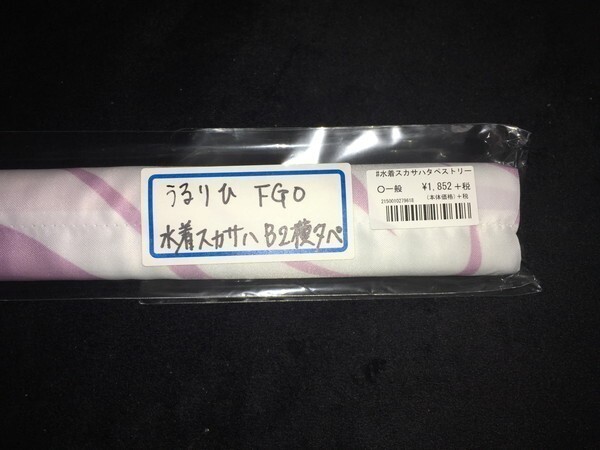 うるりひ FGO
水着スカサハ B2横タペ
#水着スカサハタペストリー
〇一般 ¥1,852+税
(本体価格)+税